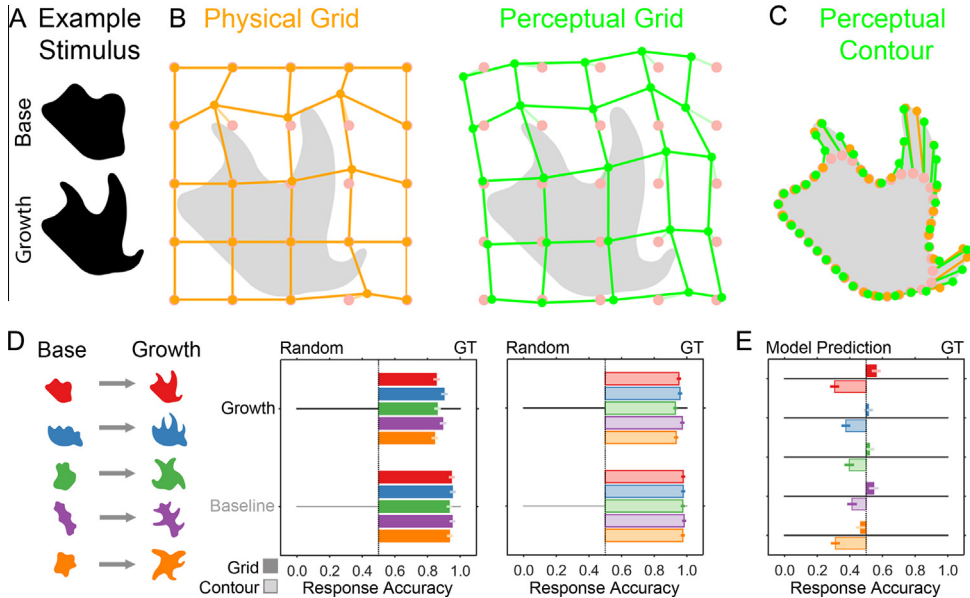 A Example Stimulus
Base
Growth
B Physical Grid
Perceptual Grid
C
Perceptual Contour
D
Base Growth
Random GT
Growth
Baseline
Grid
Contour
0.0 0.2 0.4 0.6 0.8 1.0
Response Accuracy
Random GT
0.0 0.2 0.4 0.6 0.8 1.0
Response Accuracy
E
Model Prediction GT
0.0 0.2 0.4 0.6 0.8 1.0
Response Accuracy